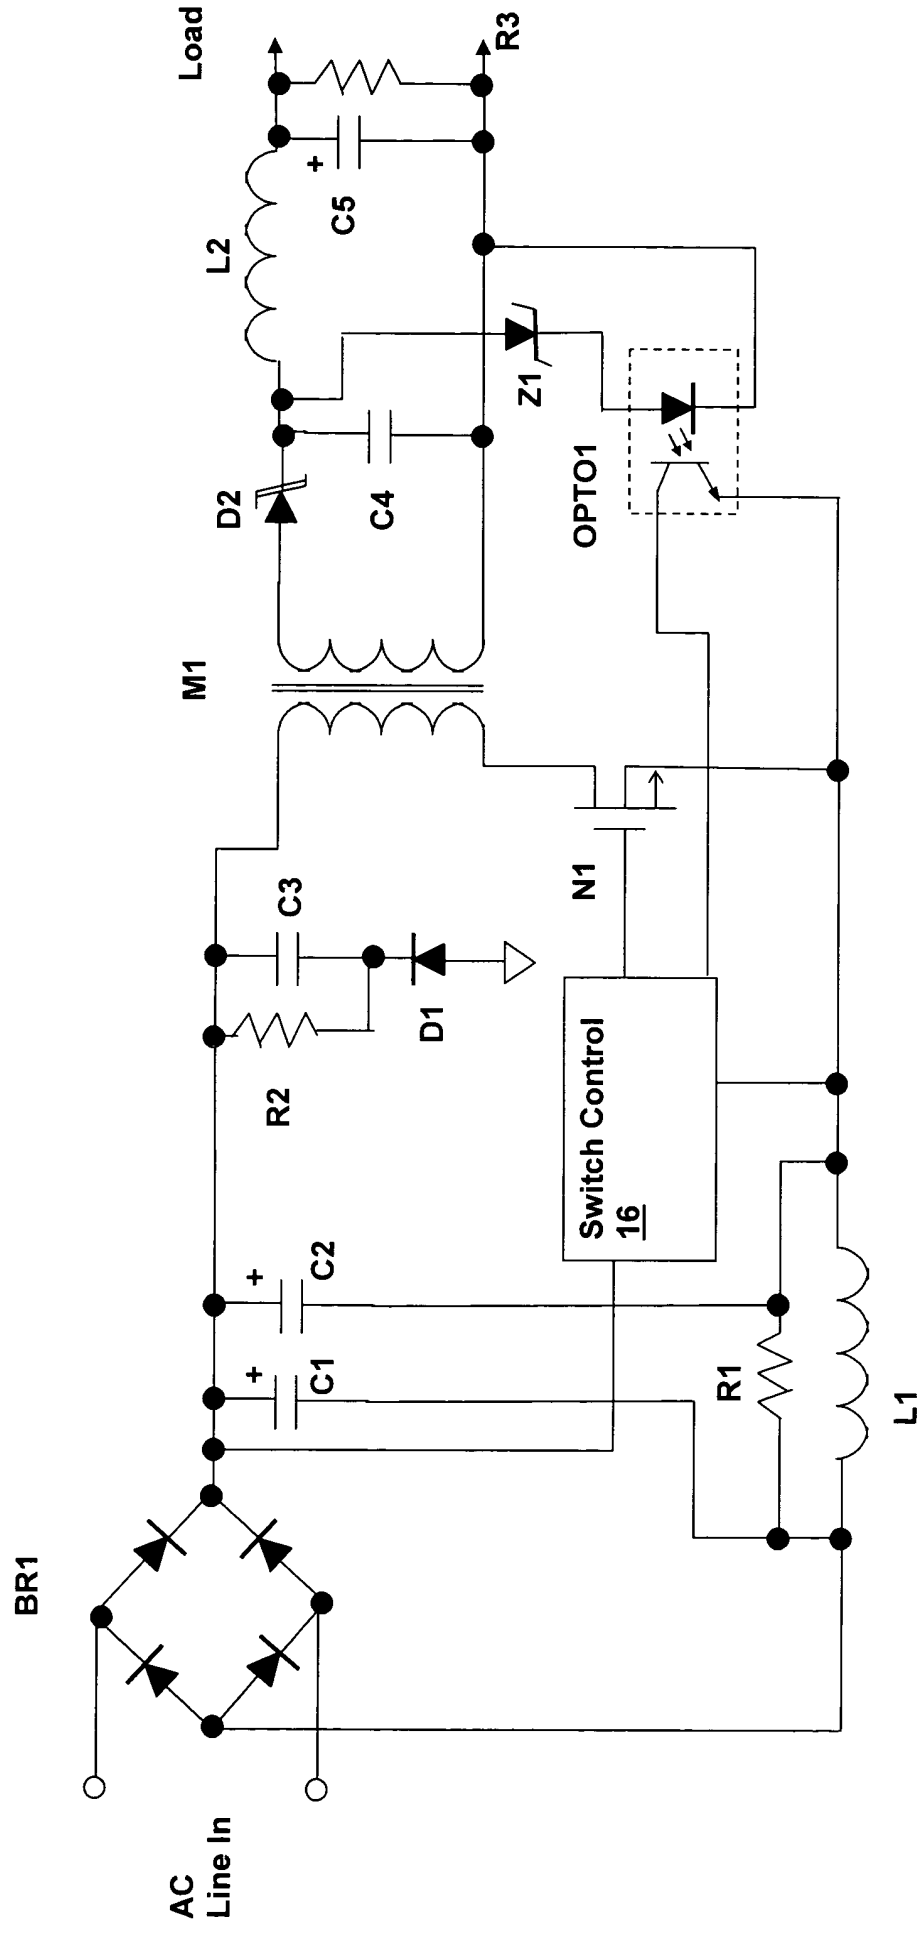 AC
Line In
BR1
C1
C2
R2
C3
D1
M1
D2
C4
L2
C5
Load
R3
Z1
OPTO1
N1
Switch Control
16
R1
L1
+
+
+